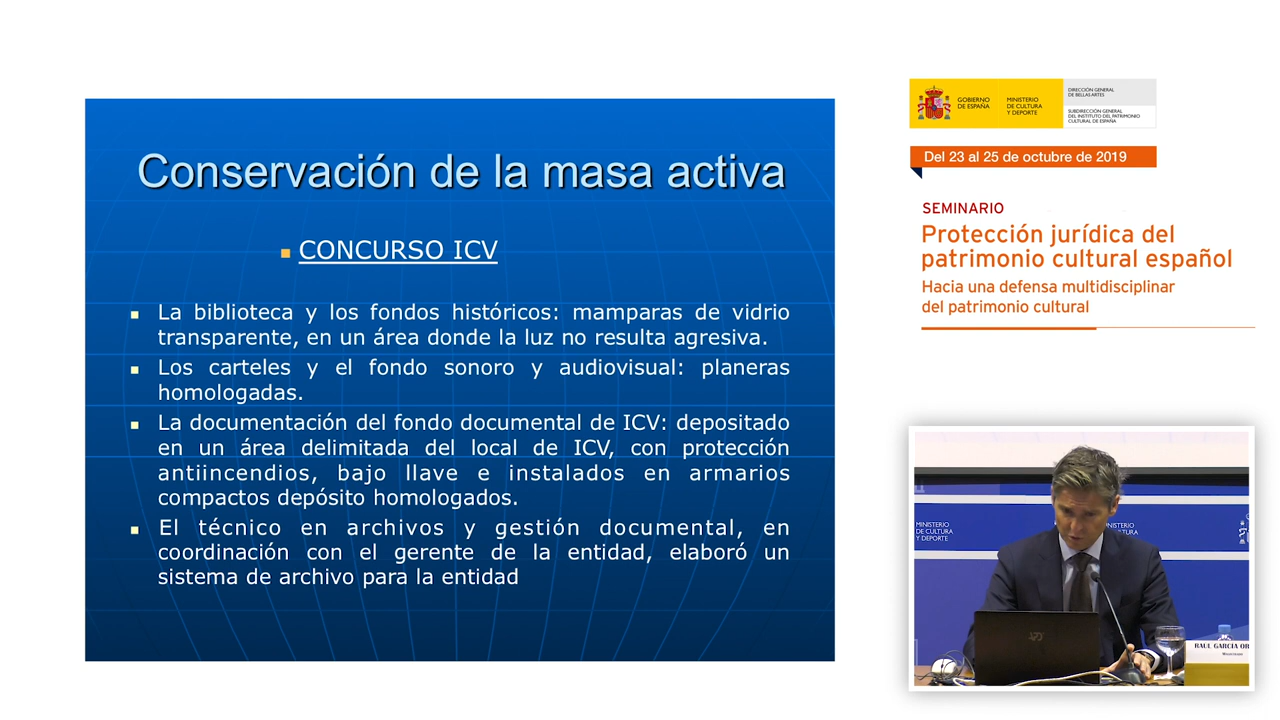 Conservación de la masa activa
CONCURSO ICV
La biblioteca y los fondos históricos: mamparas de vidrio
transparente, en un área donde la luz no resulta agresiva.
Los carteles y el fondo sonoro y audiovisual: planeras
homologadas.
La documentación del fondo documental de ICV: depositado
en un área delimitada del local de ICV, con protección
antiincendios, bajo llave e instalados en armarios
compactos depósito homologados.
El técnico en archivos y gestión documental, en
coordinación con el gerente de la entidad, elaboró un
sistema de archivo para la entidad
GOBIERNO
DE ESPAÑA
MINISTERIO
DE CULTURA
Y DEPORTE
DIRECCIÓN GENERAL
DE BELLAS ARTES
SUBDIRECCIÓN GENERAL
DEL INSTITUTO DEL PATRIMONIO
CULTURAL DE ESPAÑA
Del 23 al 25 de octubre de 2019
SEMINARIO
Protección jurídica del
patrimonio cultural español
Hacia una defensa multidisciplinar
del patrimonio cultural
MINISTERIO
DE CULTURA
Y DEPORTE
MINISTERIO
DE CULTURA
Y DEPORTE
RAUL GARCÍA OR